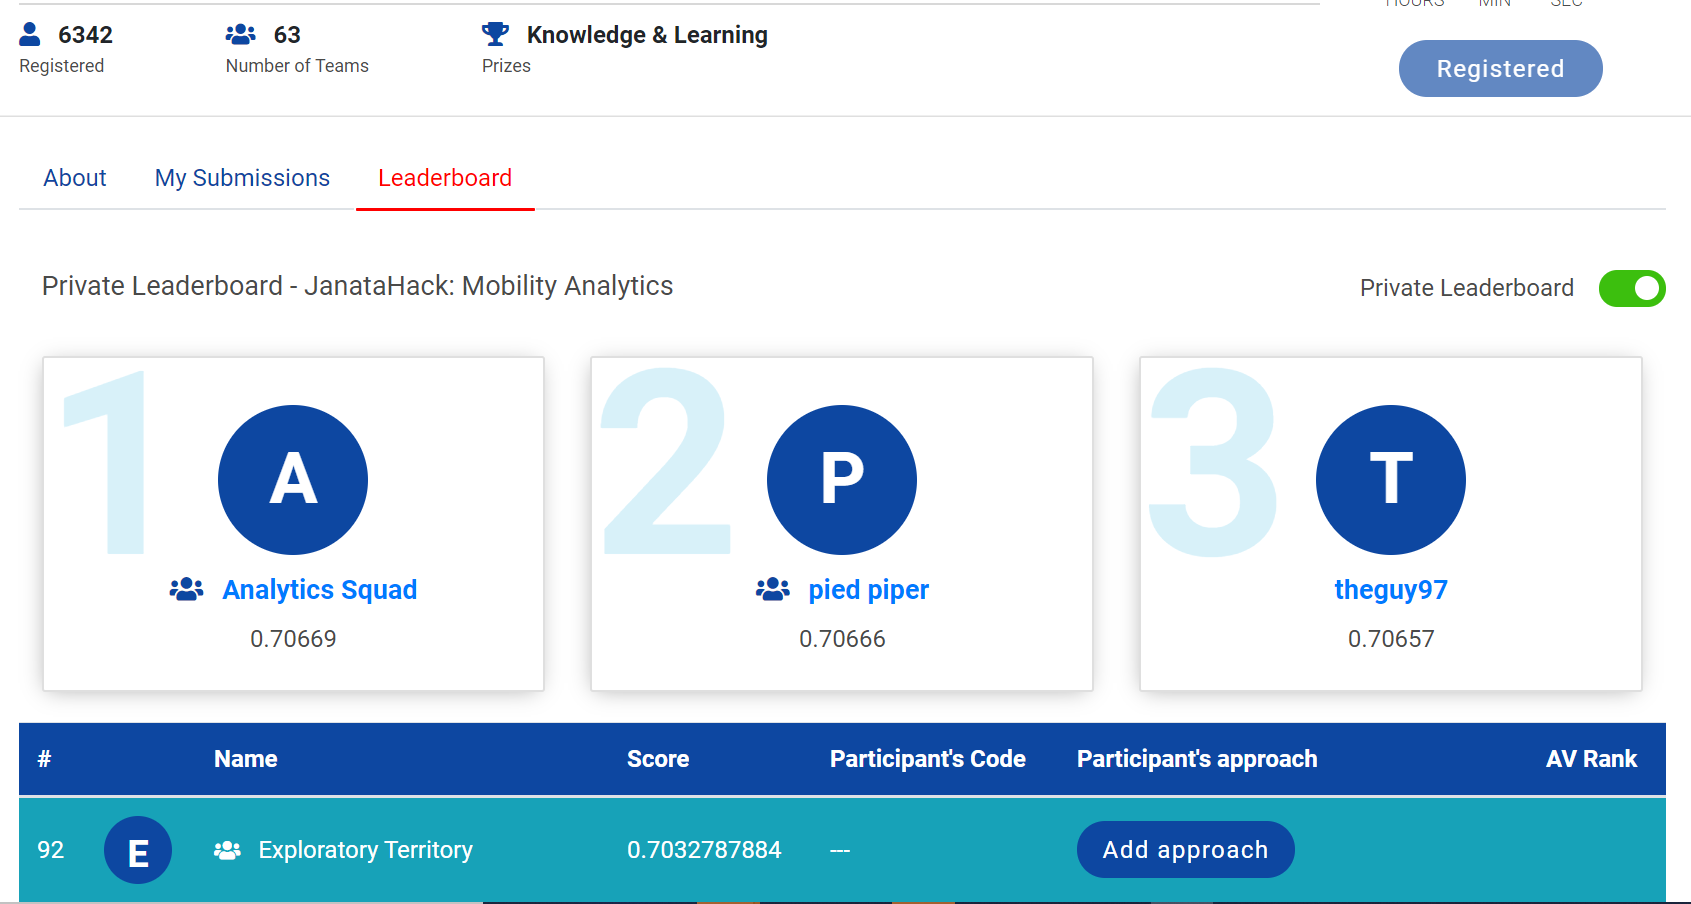 HOURS MIN SEC
6342 63 Knowledge & Learning
Registered Number of Teams Prizes
Registered
About My Submissions Leaderboard
Private Leaderboard - JanataHack: Mobility Analytics Private Leaderboard
1 2 3
A P T
Analytics Squad pied piper theguy97
0.70669 0.70666 0.70657
# Name Score Participant's Code Participant's approach AV Rank
92 E Exploratory Territory 0.7032787884 --- Add approach